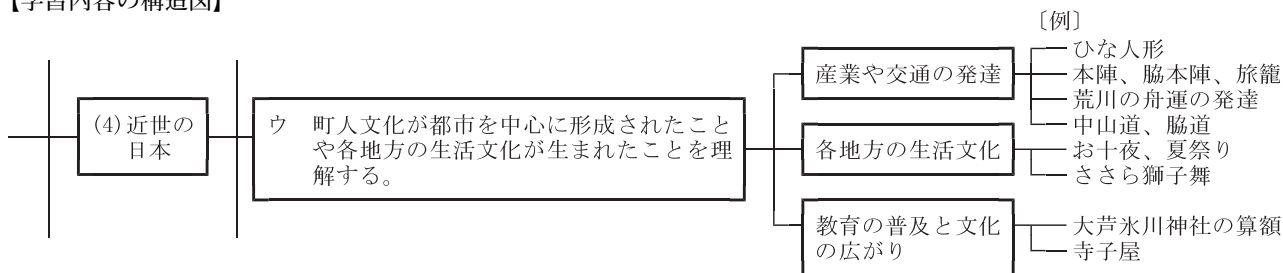 【学習内容の構造図】
〔例〕
(4)近世の
日本
ウ 町人文化が都市を中心に形成されたこと
や各地方の生活文化が生まれたことを理
解する。
産業や交通の発達
ひな人形
本陣、脇本陣、旅籠
荒川の舟運の発達
中山道、脇道
各地方の生活文化
お十夜、夏祭り
ささら獅子舞
教育の普及と文化
の広がり
大芦氷川神社の算額
寺子屋